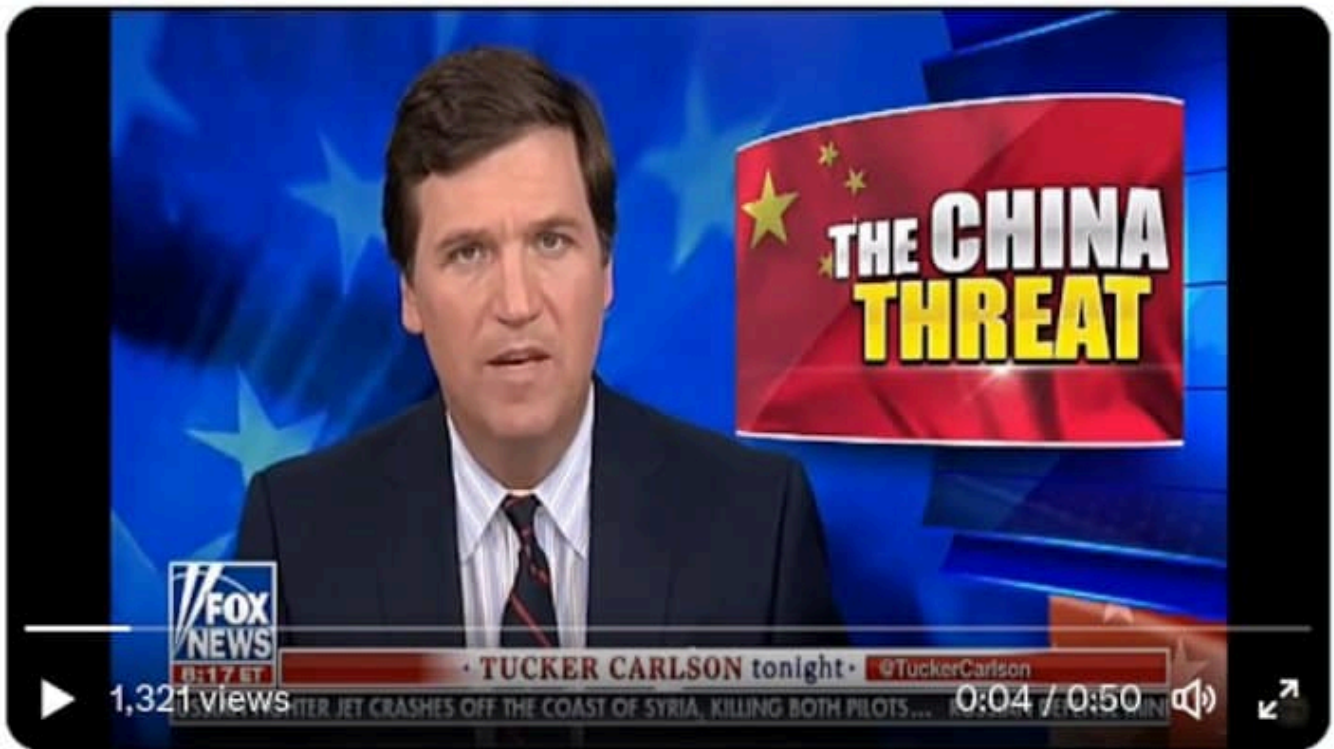 THE CHINA
THREAT
FOX
NEWS
8:17 ET
· TUCKER CARLSON tonight · @TuckerCarlson
1,321 views
0:04 / 0:50
HTER JET CRASHES OFF THE COAST OF SYRIA, KILLING BOTH PILOTS...